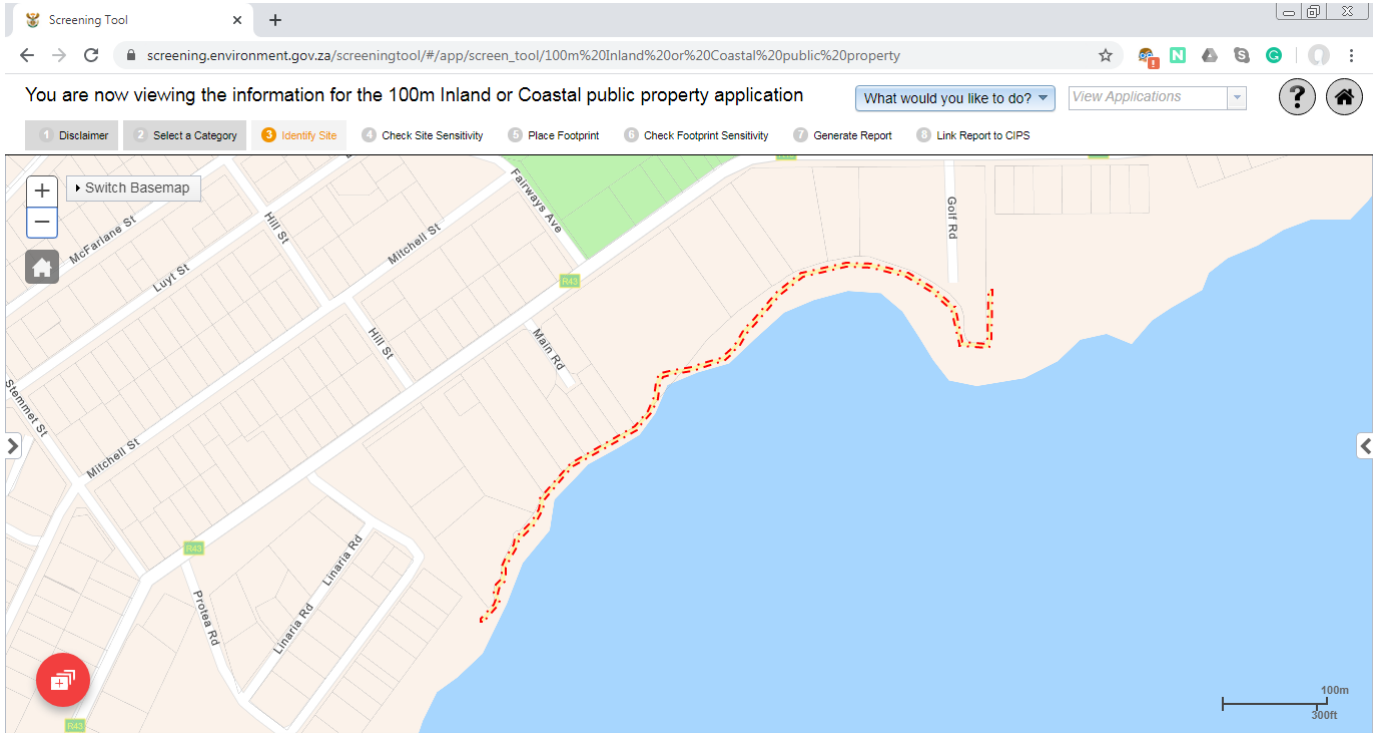 Screening Tool
screening.environment.gov.za/screeningtool/#/app/screen_tool/100m%20Inland%20or%20Coastal%20public%20property
You are now viewing the information for the 100m Inland or Coastal public property application
What would you like to do?
View Applications
?
1 Disclaimer
2 Select a Category
3 Identify Site
4 Check Site Sensitivity
5 Place Footprint
6 Check Footprint Sensitivity
7 Generate Report
8 Link Report to CIPS
+
Switch Basemap
−
McFarlane St
Luyt St
Hill St
Mitchell St
Fairways Ave
R43
Golf Rd
Hill St
Main Rd
Stemmet St
Mitchell St
R43
Linaria Rd
Protea Rd
Linaria Rd
R43
100m
300ft